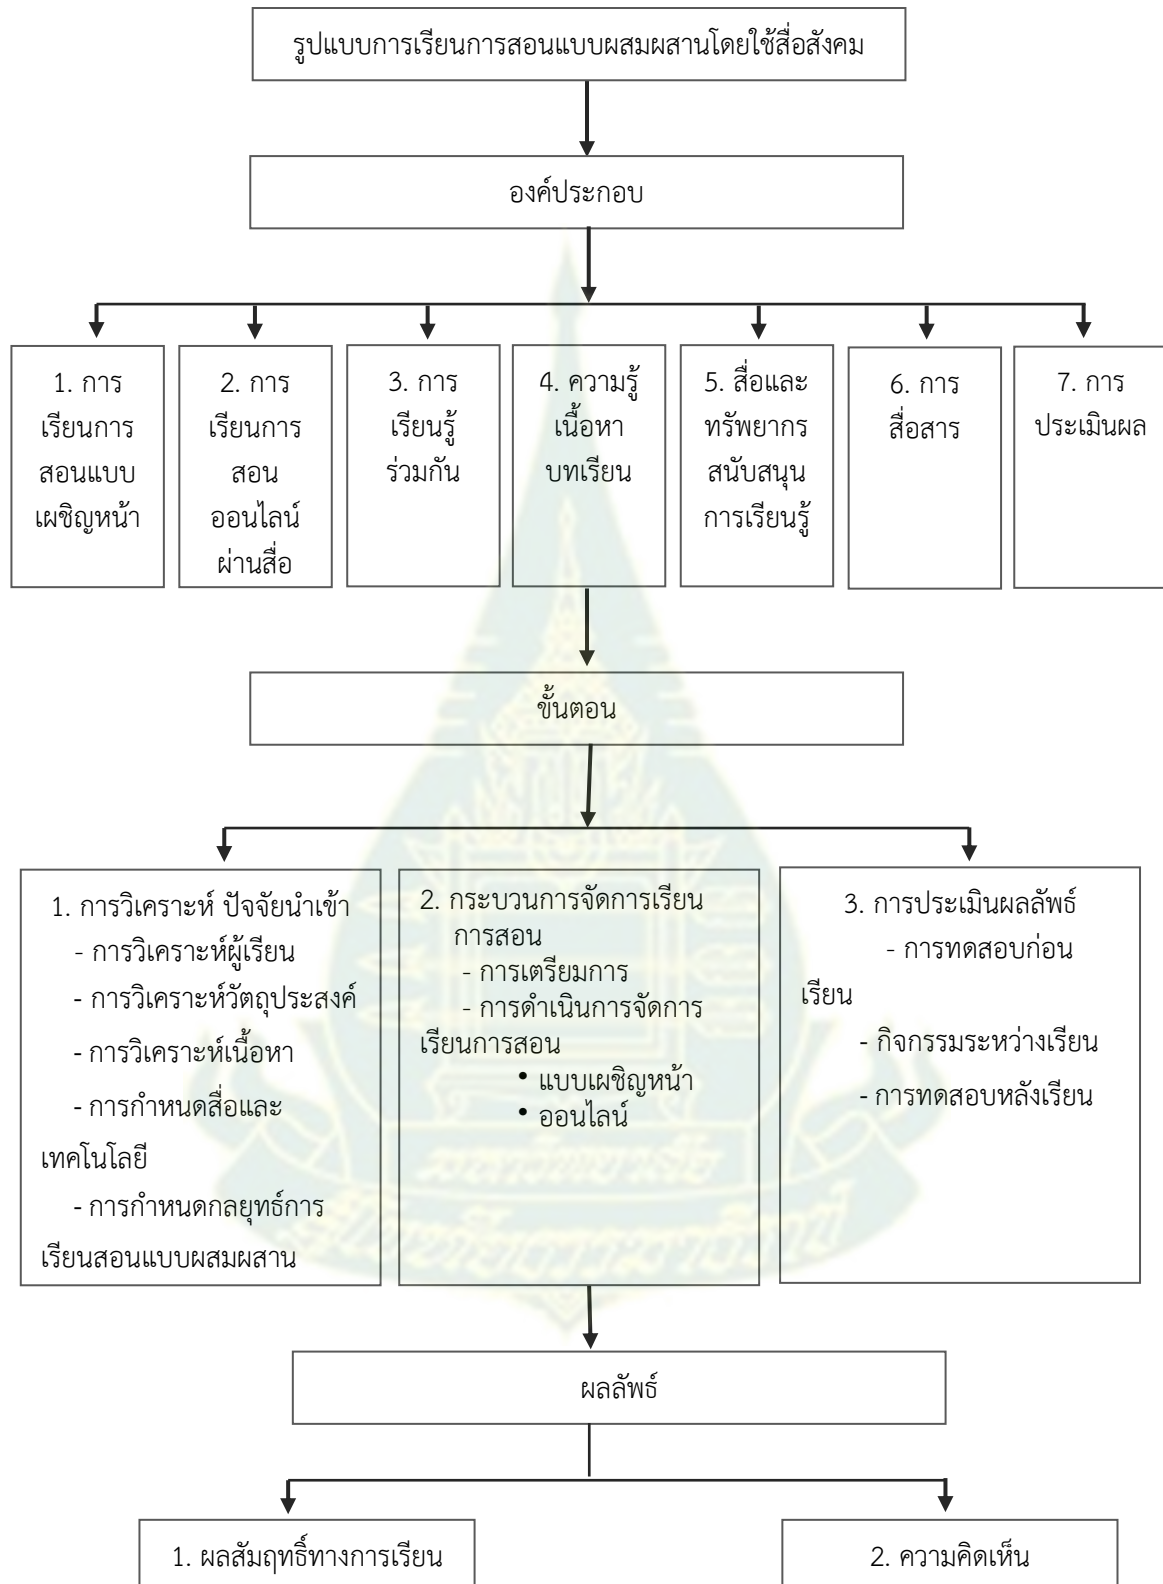 รูปแบบการเรียนการสอนแบบผสมผสานโดยใช้สื่อสังคม
องค์ประกอบ
1. การ
เรียนการ
สอนแบบ
เผชิญหน้า
2. การ
เรียนการ
สอน
ออนไลน์
ผ่านสื่อ
3. การ
เรียนรู้
ร่วมกัน
4. ความรู้
เนื้อหา
บทเรียน
5. สื่อและ
ทรัพยากร
สนับสนุน
การเรียนรู้
6. การ
สื่อสาร
7. การ
ประเมินผล
ขั้นตอน
1. การวิเคราะห์ ปัจจัยนำเข้า
- การวิเคราะห์ผู้เรียน
- การวิเคราะห์วัตถุประสงค์
- การวิเคราะห์เนื้อหา
- การกำหนดสื่อและ
เทคโนโลยี
- การกำหนดกลยุทธ์การ
เรียนสอนแบบผสมผสาน
2. กระบวนการจัดการเรียน
การสอน
- การเตรียมการ
- การดำเนินการจัดการ
เรียนการสอน
• แบบเผชิญหน้า
• ออนไลน์
3. การประเมินผลลัพธ์
- การทดสอบก่อน
เรียน
- กิจกรรมระหว่างเรียน
- การทดสอบหลังเรียน
ผลลัพธ์
1. ผลสัมฤทธิ์ทางการเรียน
2. ความคิดเห็น